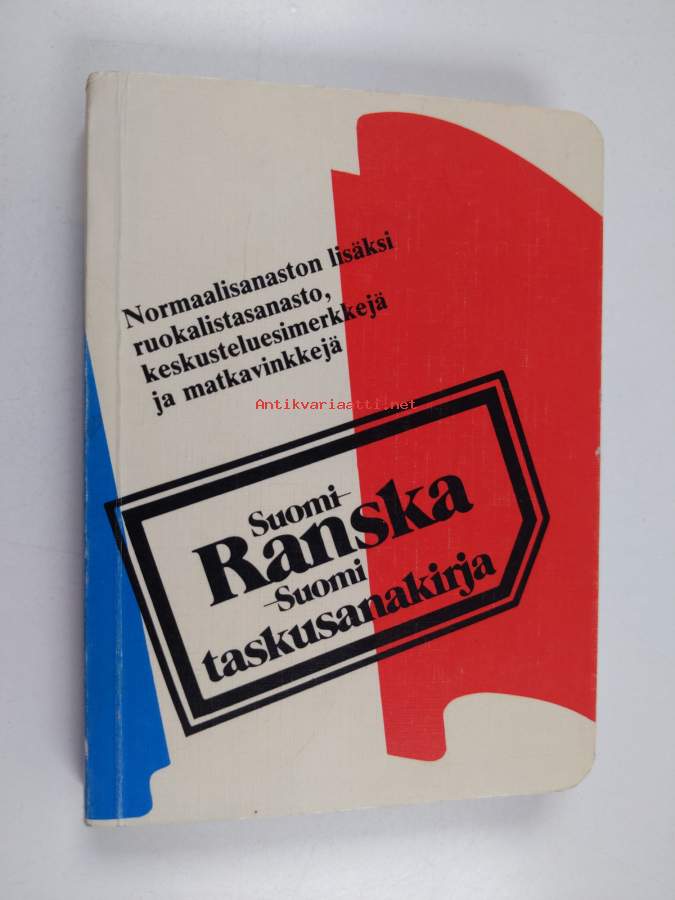 Normaalisanaston lisäksi
ruokalistasanasto,
keskusteluesimerkkejä
ja matkavinkkejä
Antikvariaatti.net
Suomi-
Ranska
-Suomi
taskusanakirja